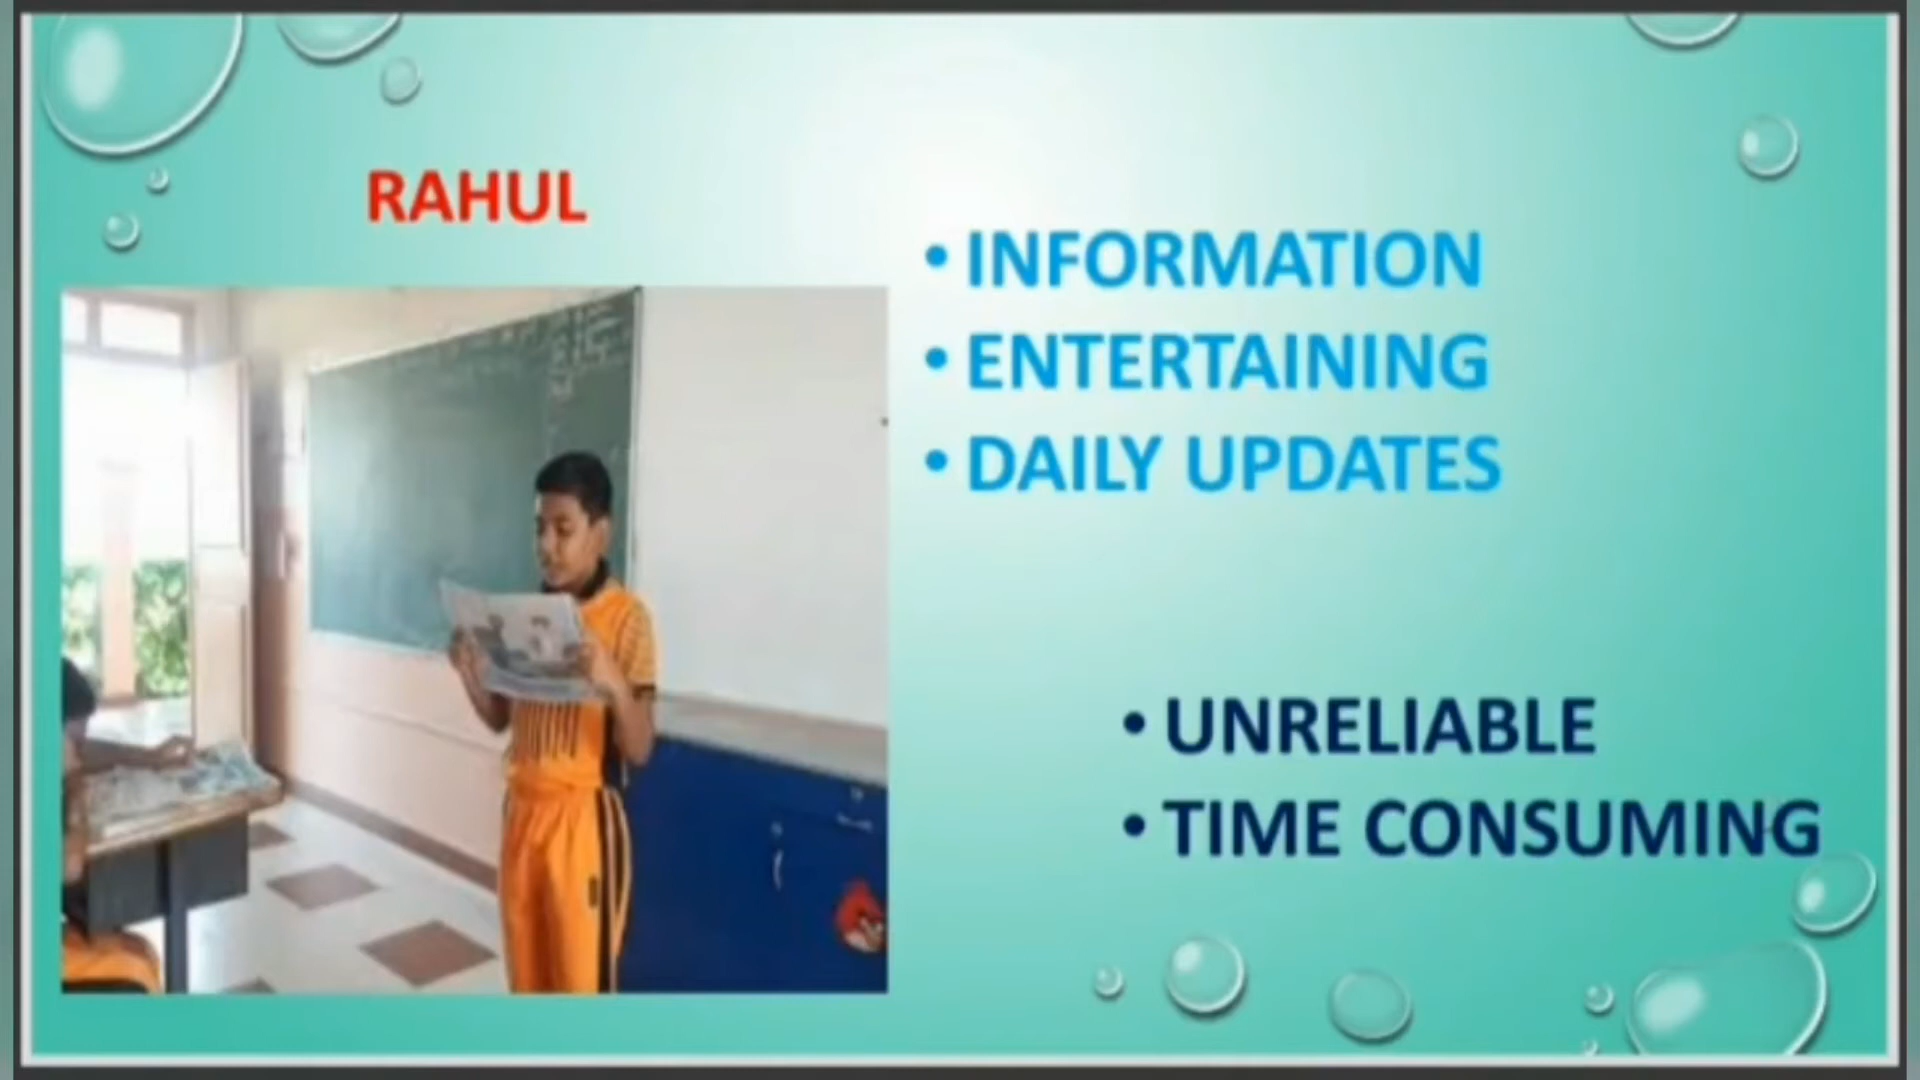 RAHUL
• INFORMATION
• ENTERTAINING
• DAILY UPDATES
• UNRELIABLE
• TIME CONSUMING